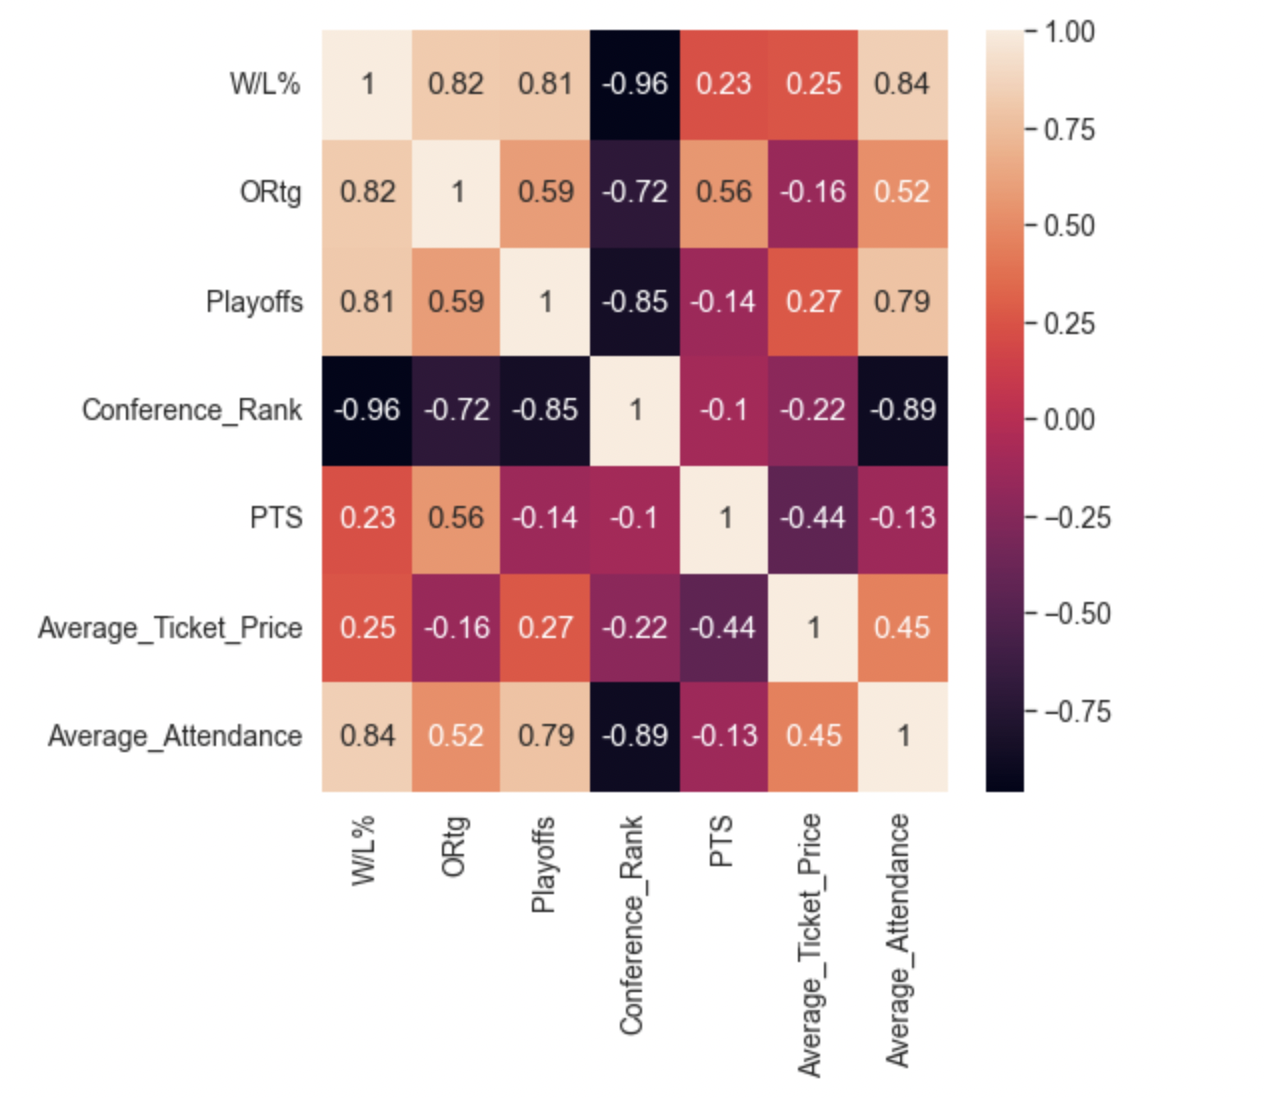 W/L% 1 0.82 0.81 -0.96 0.23 0.25 0.84
ORtg 0.82 1 0.59 -0.72 0.56 -0.16 0.52
Playoffs 0.81 0.59 1 -0.85 -0.14 0.27 0.79
Conference_Rank -0.96 -0.72 -0.85 1 -0.1 -0.22 -0.89
PTS 0.23 0.56 -0.14 -0.1 1 -0.44 -0.13
Average_Ticket_Price 0.25 -0.16 0.27 -0.22 -0.44 1 0.45
Average_Attendance 0.84 0.52 0.79 -0.89 -0.13 0.45 1
W/L%
ORtg
Playoffs
Conference_Rank
PTS
Average_Ticket_Price
Average_Attendance
1.00
0.75
0.50
0.25
0.00
−0.25
−0.50
−0.75